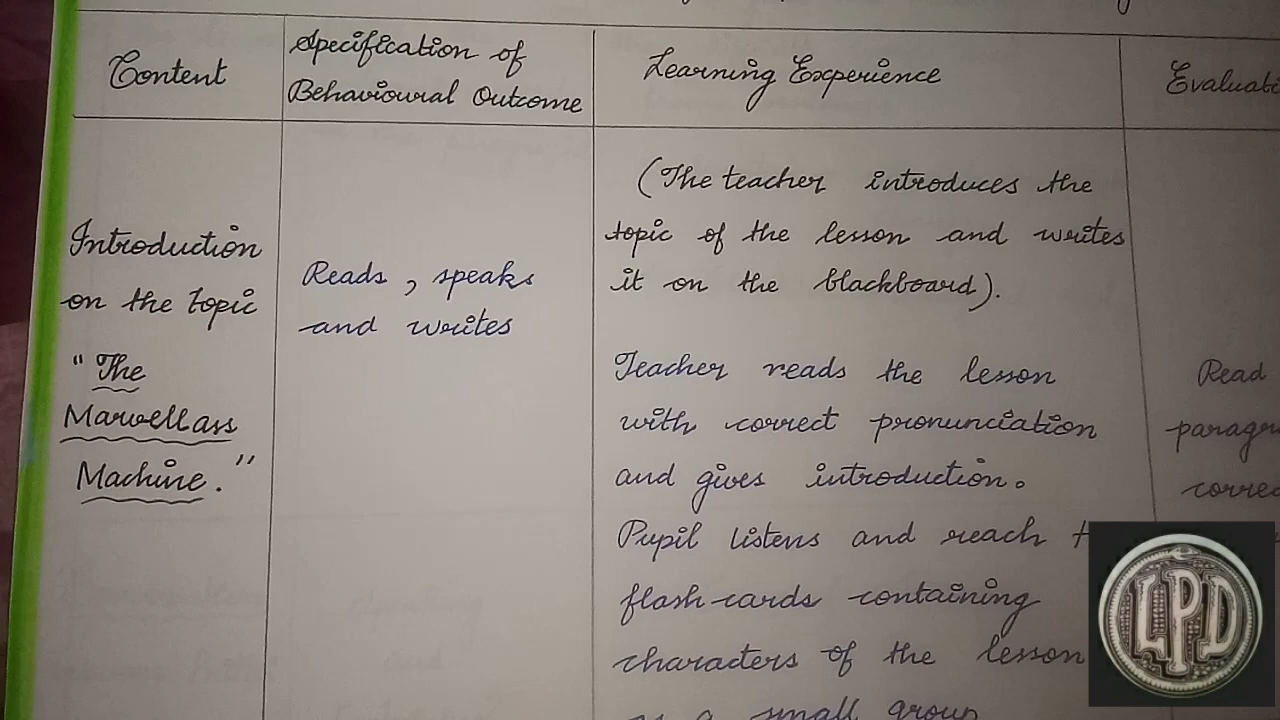 Content
Specification of
Behavioural Outcome
Learning Experience
Introduction
on the topic
" The
Marvellass
Machine."
Reads, speaks
and writes
(The teacher introduces the
topic of the lesson and writes
it on the blackboard).
Teacher reads the lesson
with correct pronunciation
and gives introduction.
Pupil listens and reach
flash cards containing
characters of the lesson
as a small group
Read
LPD